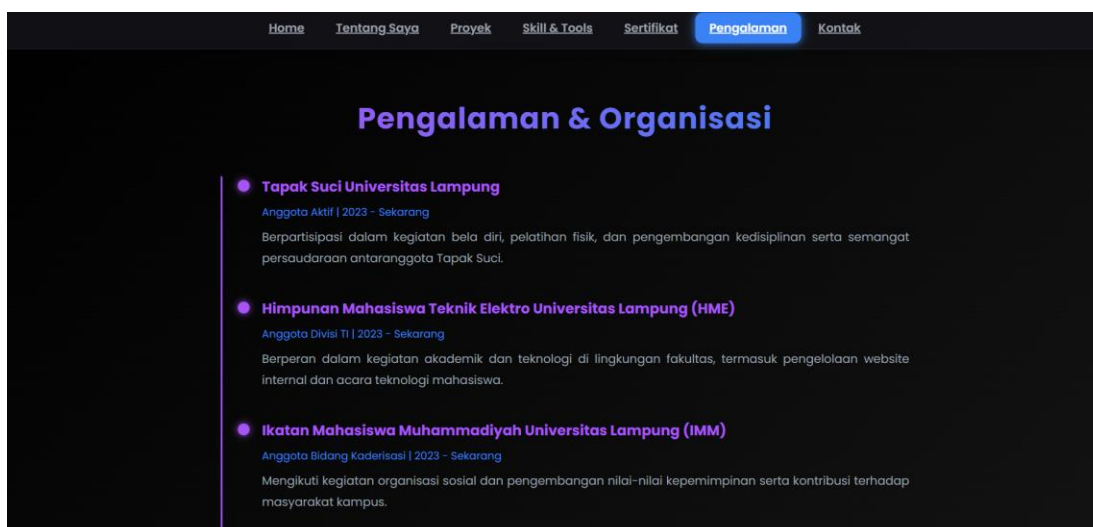 Home Tentang Saya Proyek Skill & Tools Sertifikat Pengalaman Kontak
Pengalaman & Organisasi
Tapak Suci Universitas Lampung
Anggota Aktif | 2023 - Sekarang
Berpartisipasi dalam kegiatan bela diri, pelatihan fisik, dan pengembangan kedisiplinan serta semangat
persaudaraan antaranggota Tapak Suci.
Himpunan Mahasiswa Teknik Elektro Universitas Lampung (HME)
Anggota Divisi TI | 2023 - Sekarang
Berperan dalam kegiatan akademik dan teknologi di lingkungan fakultas, termasuk pengelolaan website
internal dan acara teknologi mahasiswa.
Ikatan Mahasiswa Muhammadiyah Universitas Lampung (IMM)
Anggota Bidang Kaderisasi | 2023 - Sekarang
Mengikuti kegiatan organisasi sosial dan pengembangan nilai-nilai kepemimpinan serta kontribusi terhadap
masyarakat kampus.